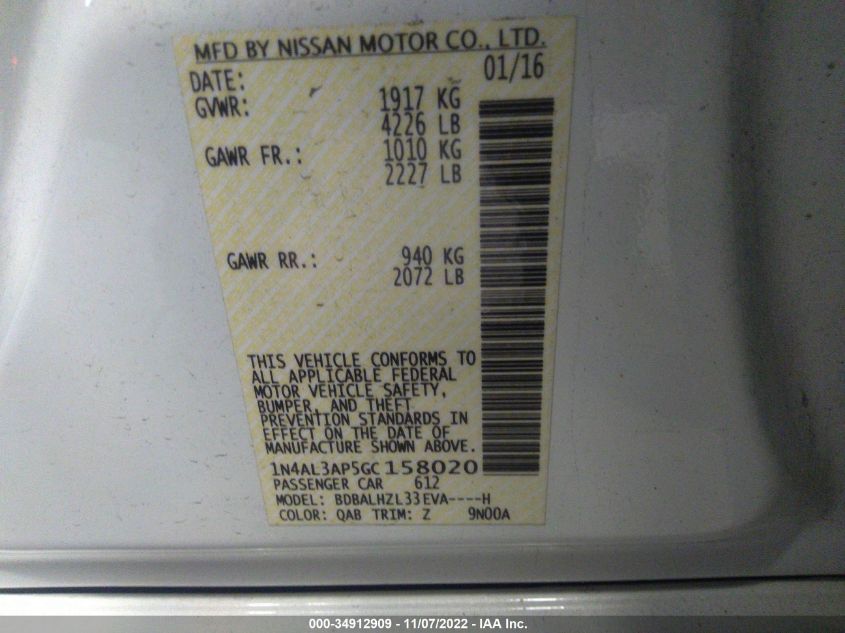 MFD BY NISSAN MOTOR CO., LTD.
DATE: 01/16
GVWR: 1917 KG
4226 LB
GAWR FR.: 1010 KG
2227 LB
GAWR RR.: 940 KG
2072 LB
THIS VEHICLE CONFORMS TO
ALL APPLICABLE FEDERAL
MOTOR VEHICLE SAFETY,
BUMPER, AND THEFT
PREVENTION STANDARDS IN
EFFECT ON THE DATE OF
MANUFACTURE SHOWN ABOVE.
1N4AL3AP5GC158020
PASSENGER CAR 612
MODEL: BDBALHZL33EVA----H
COLOR: QAB TRIM: Z 9N00A
000-34912909 - 11/07/2022 - IAA Inc.